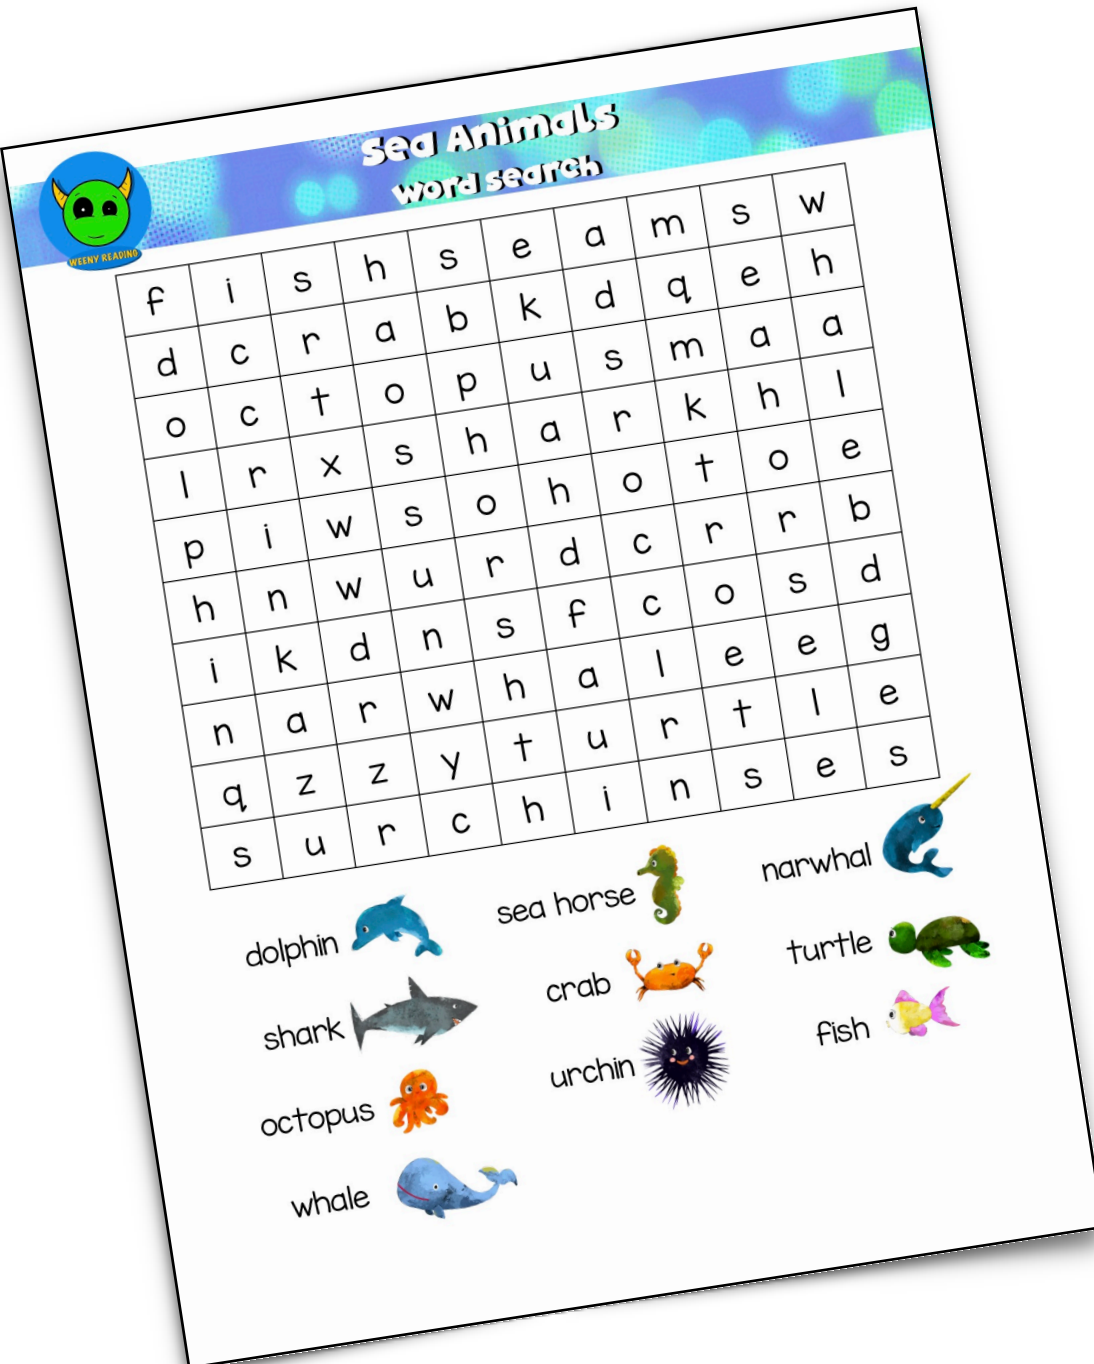 Sea Animals
Word search
WEENY READING
f i s h s e a m s w
d c r a b k d q e h
o c t o p u s m a a
l r x s h a r k h l
p i w s o h o t o e
h n w u r d c r r b
i k d n s f c o s d
n a r w h a l e e g
q z z y t u r t l e
s u r c h i n s e s
dolphin
sea horse
narwhal
shark
crab
turtle
octopus
urchin
fish
whale